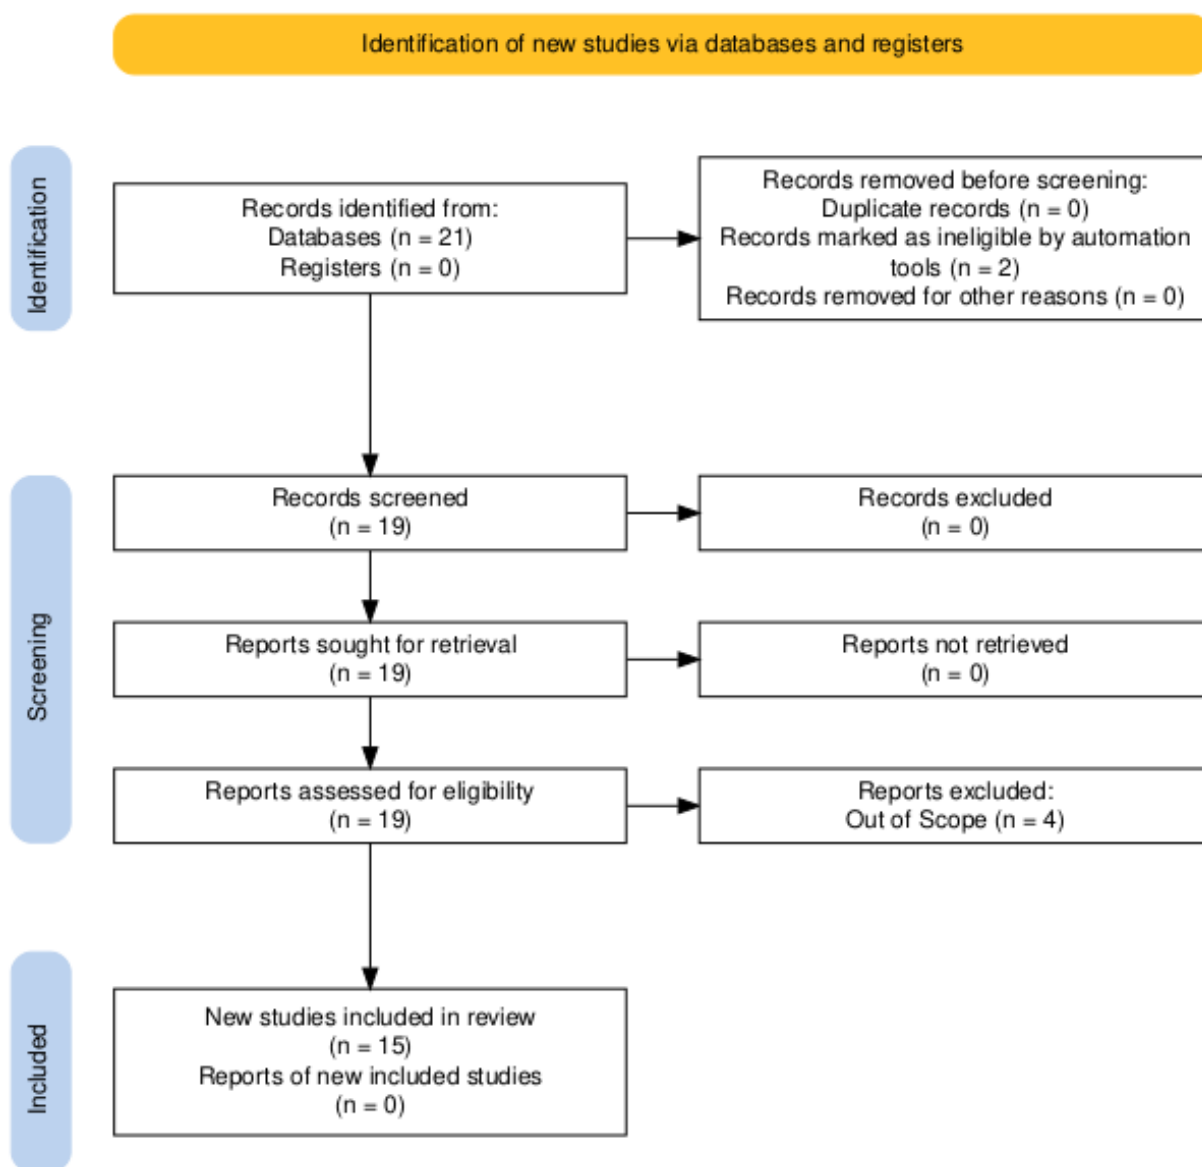 Identification of new studies via databases and registers
Identification
Records identified from:
Databases (n = 21)
Registers (n = 0)
Records removed before screening:
Duplicate records (n = 0)
Records marked as ineligible by automation
tools (n = 2)
Records removed for other reasons (n = 0)
Screening
Records screened
(n = 19)
Records excluded
(n = 0)
Reports sought for retrieval
(n = 19)
Reports not retrieved
(n = 0)
Reports assessed for eligibility
(n = 19)
Reports excluded:
Out of Scope (n = 4)
Included
New studies included in review
(n = 15)
Reports of new included studies
(n = 0)